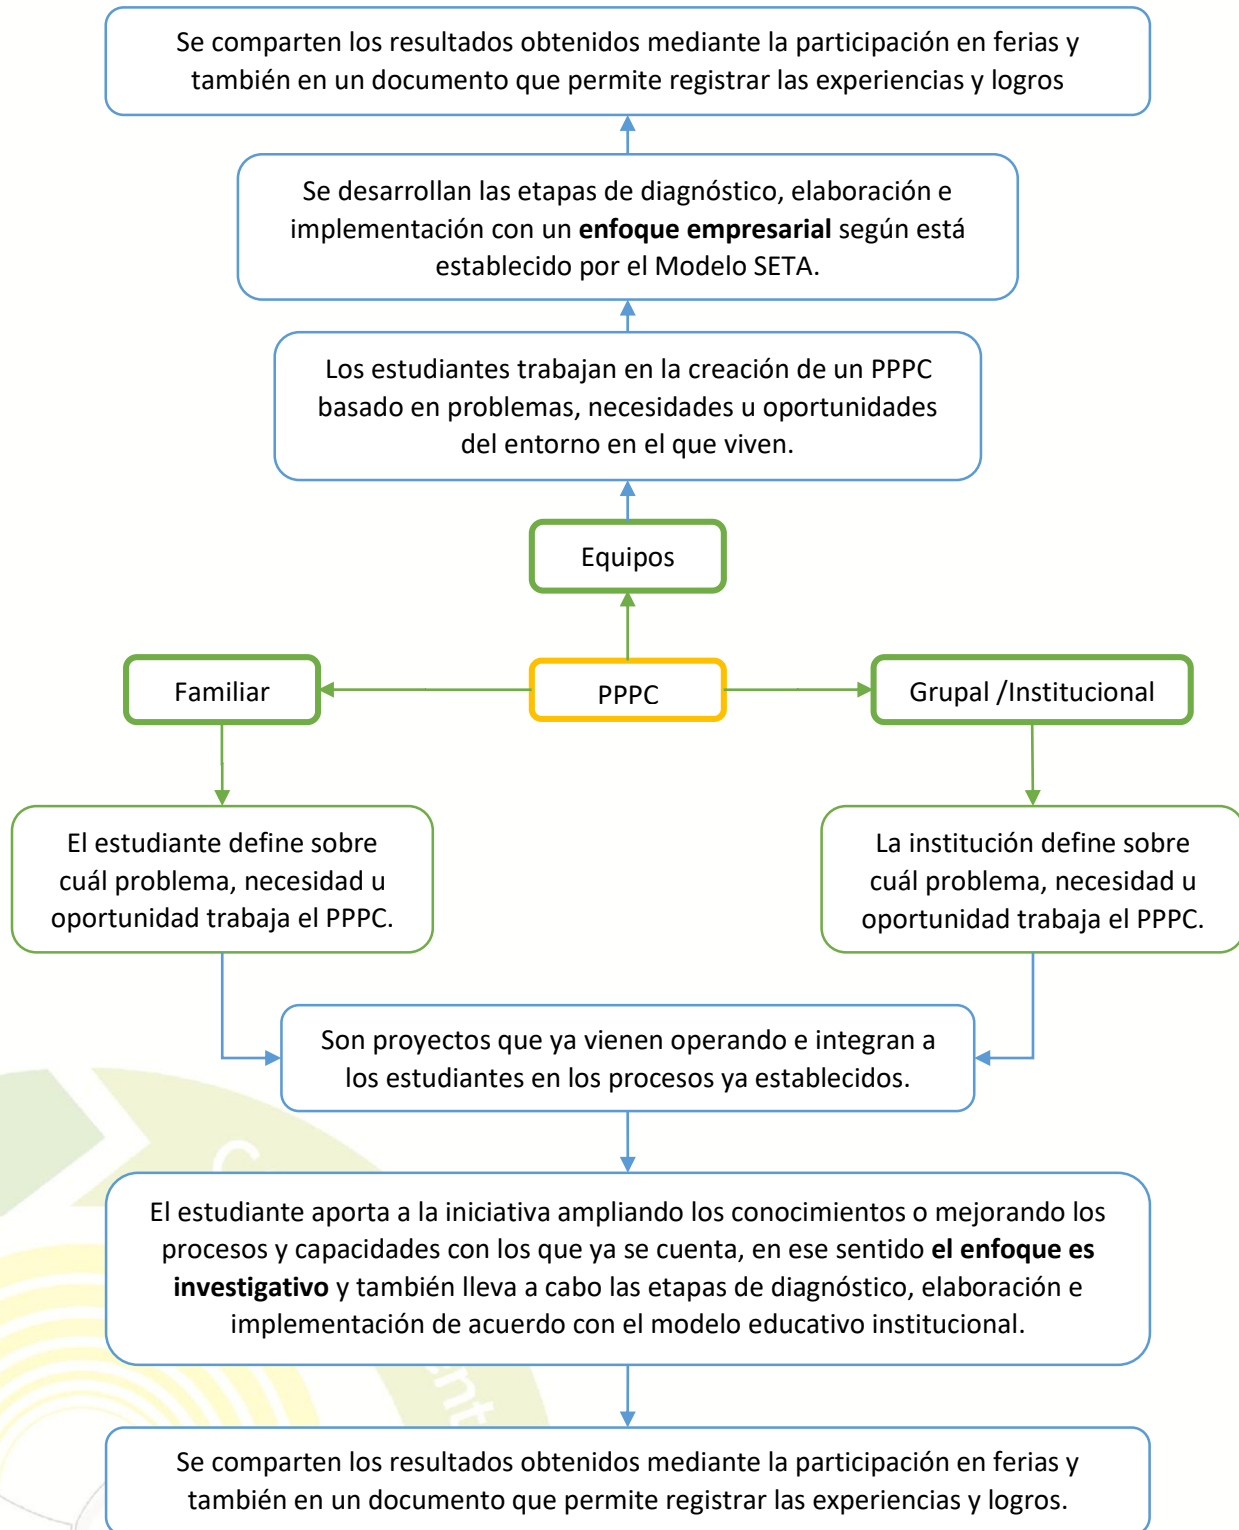 Se comparten los resultados obtenidos mediante la participación en ferias y
también en un documento que permite registrar las experiencias y logros
Se desarrollan las etapas de diagnóstico, elaboración e
implementación con un enfoque empresarial según está
establecido por el Modelo SETA.
Los estudiantes trabajan en la creación de un PPPC
basado en problemas, necesidades u oportunidades
del entorno en el que viven.
Equipos
Familiar
PPPC
Grupal /Institucional
El estudiante define sobre
cuál problema, necesidad u
oportunidad trabaja el PPPC.
La institución define sobre
cuál problema, necesidad u
oportunidad trabaja el PPPC.
Son proyectos que ya vienen operando e integran a
los estudiantes en los procesos ya establecidos.
El estudiante aporta a la iniciativa ampliando los conocimientos o mejorando los
procesos y capacidades con los que ya se cuenta, en ese sentido el enfoque es
investigativo y también lleva a cabo las etapas de diagnóstico, elaboración e
implementación de acuerdo con el modelo educativo institucional.
Se comparten los resultados obtenidos mediante la participación en ferias y
también en un documento que permite registrar las experiencias y logros.